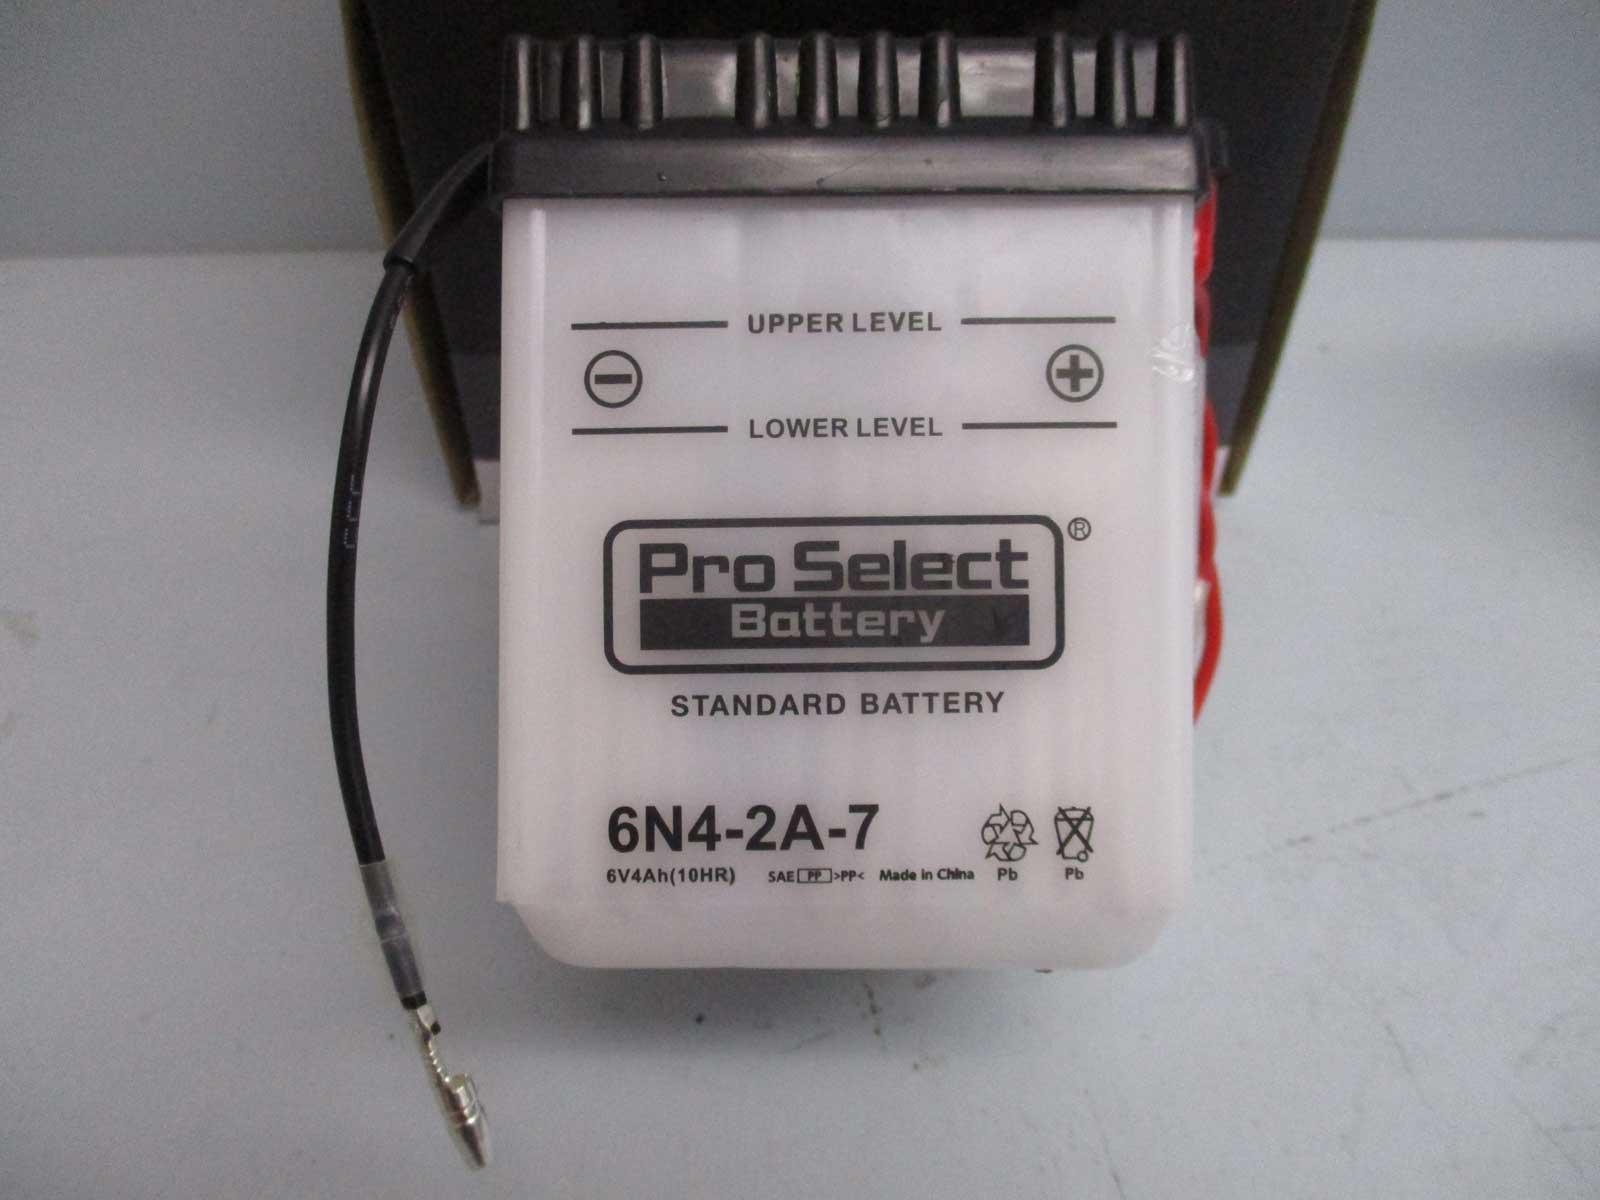 UPPER LEVEL
LOWER LEVEL
Pro Select ®
Battery
STANDARD BATTERY
6N4-2A-7
6V4Ah(10HR) SAE PP >PP< Made in China Pb Pb